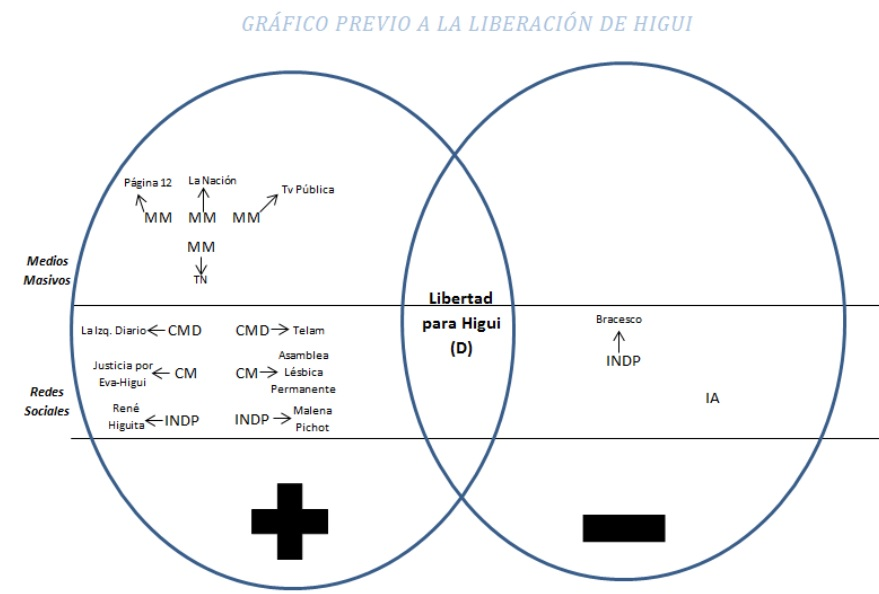 GRÁFICO PREVIO A LA LIBERACIÓN DE HIGUI
Página 12
La Nación
Tv Pública
MM
MM
MM
MM
TN
Medios
Masivos
Libertad
para Higui
(D)
La Izq. Diario
CMD
CMD
Telam
Justicia por
Eva-Higui
CM
CM
Asamblea
Lésbica
Permanente
Redes
Sociales
René
Higuita
INDP
INDP
Malena
Pichot
Bracesco
INDP
IA